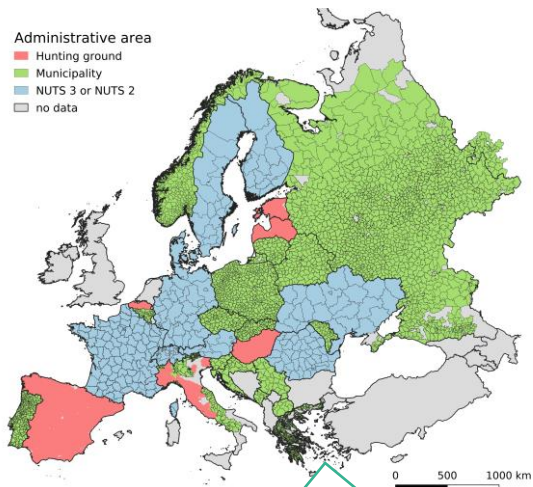 Administrative area
Hunting ground
Municipality
NUTS 3 or NUTS 2
no data
0 500 1000 km